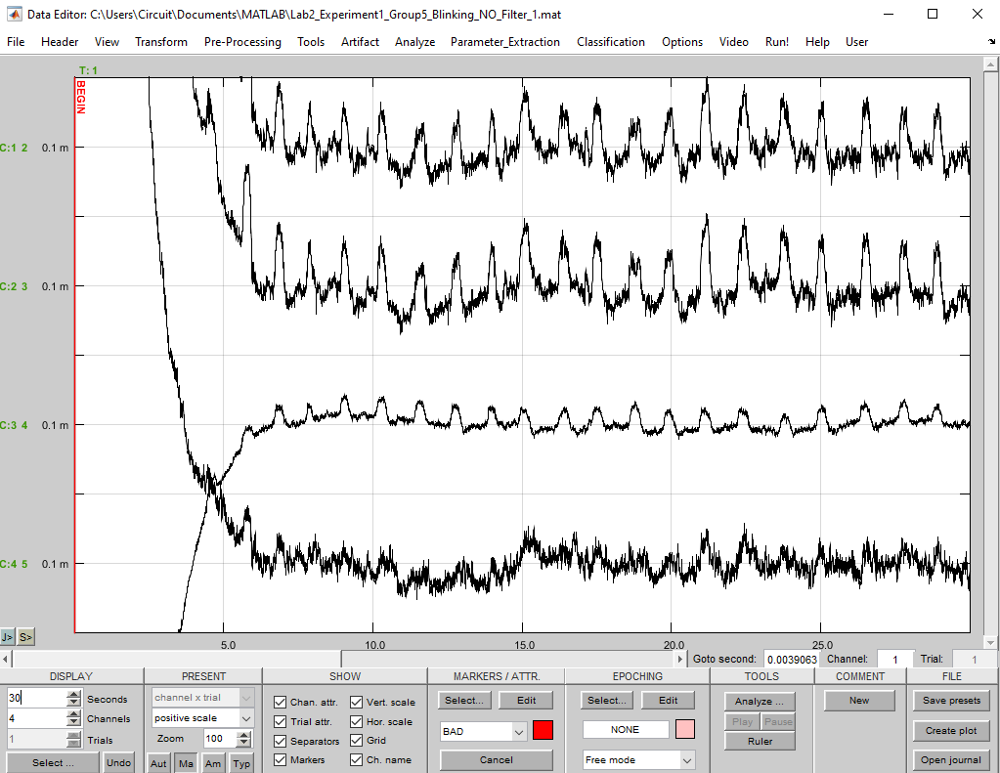 Data Editor: C:\Users\Circuit\Documents\MATLAB\Lab2_Experiment1_Group5_Blinking_NO_Filter_1.mat
File Header View Transform Pre-Processing Tools Artifact Analyze Parameter_Extraction Classification Options Video Run! Help User
T: 1
BEGIN
C:1 2 0.1 m
C:2 3 0.1 m
C:3 4 0.1 m
C:4 5 0.1 m
J> S>
5.0 10.0 15.0 20.0 25.0
Goto second: 0.0039063 Channel: 1 Trial: 1
DISPLAY PRESENT SHOW MARKERS / ATTR. EPOCHING TOOLS COMMENT FILE
30 Seconds channel x trial Chan. attr. Vert. scale Select... Edit Select... Edit Analyze ... New Save presets
4 Channels positive scale Trial attr. Hor. scale BAD NONE Play Pause Create plot
1 Trials Zoom 100 Separators Grid Ruler
Select ... Undo Aut Ma Am Typ Markers Ch. name Cancel Free mode Open journal